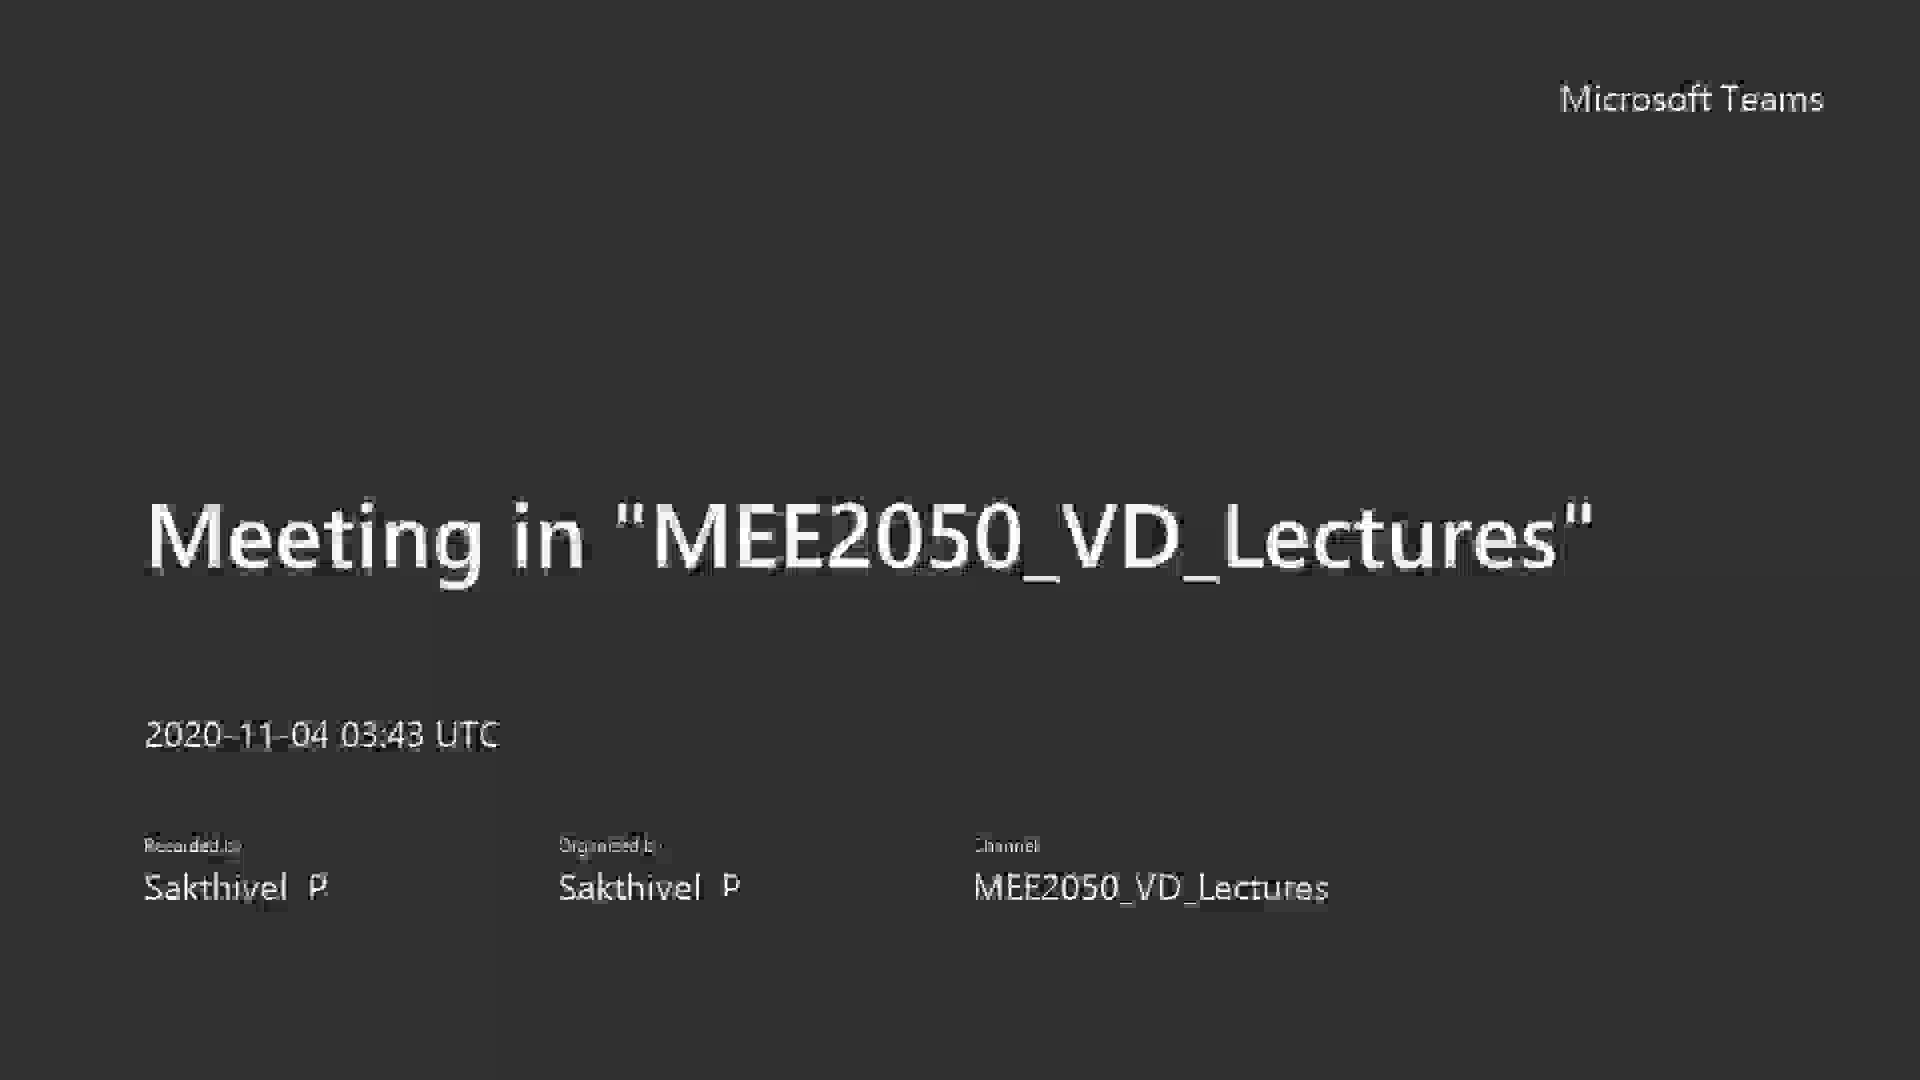 Microsoft Teams
Meeting in "MEE2050_VD_Lectures"
2020-11-04 03:43 UTC
Recorded by Organized by Channel
Sakthivel P Sakthivel P MEE2050_VD_Lectures